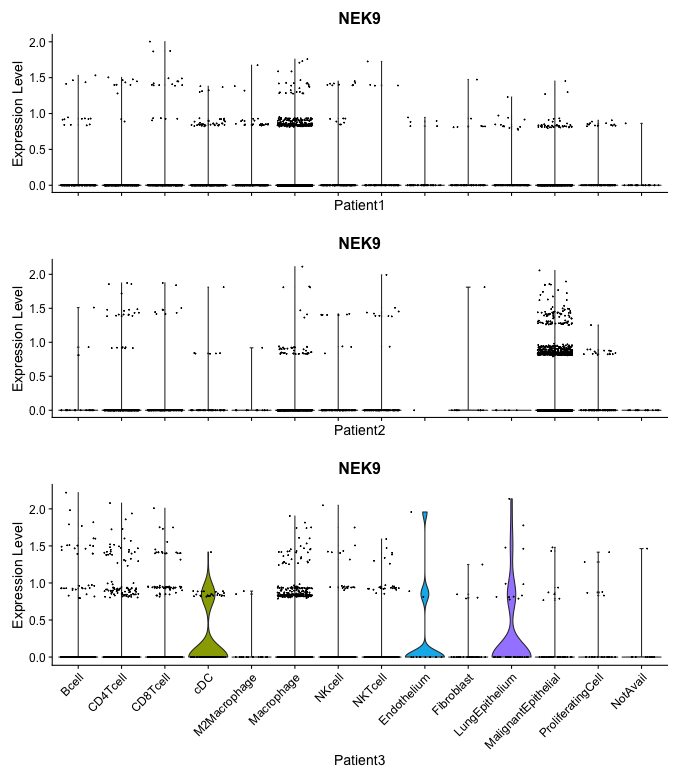 NEK9
Expression Level
2.0
1.5
1.0
0.5
0.0
Patient1
NEK9
Expression Level
2.0
1.5
1.0
0.5
0.0
Patient2
NEK9
Expression Level
2.0
1.5
1.0
0.5
0.0
Bcell
CD4Tcell
CD8Tcell
cDC
M2Macrophage
Macrophage
NKcell
NKTcell
Endothelium
Fibroblast
LungEpithelium
MalignantEpithelial
ProliferatingCell
NotAvail
Patient3